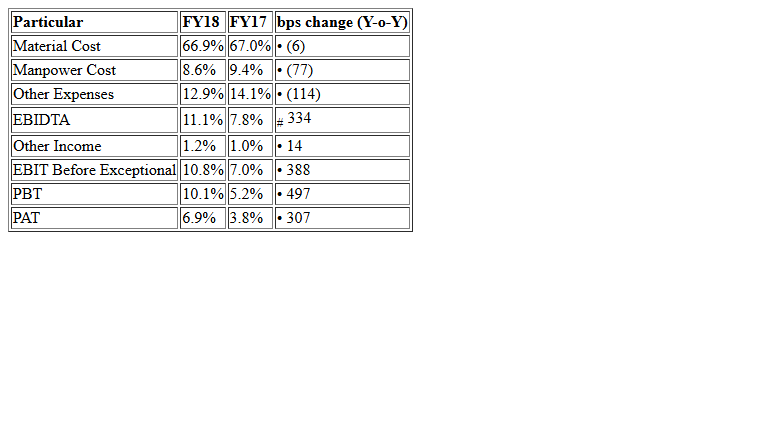 Particular FY18 FY17 bps change (Y-o-Y)
Material Cost 66.9% 67.0% • (6)
Manpower Cost 8.6% 9.4% • (77)
Other Expenses 12.9% 14.1% • (114)
EBIDTA 11.1% 7.8% # 334
Other Income 1.2% 1.0% • 14
EBIT Before Exceptional 10.8% 7.0% • 388
PBT 10.1% 5.2% • 497
PAT 6.9% 3.8% • 307